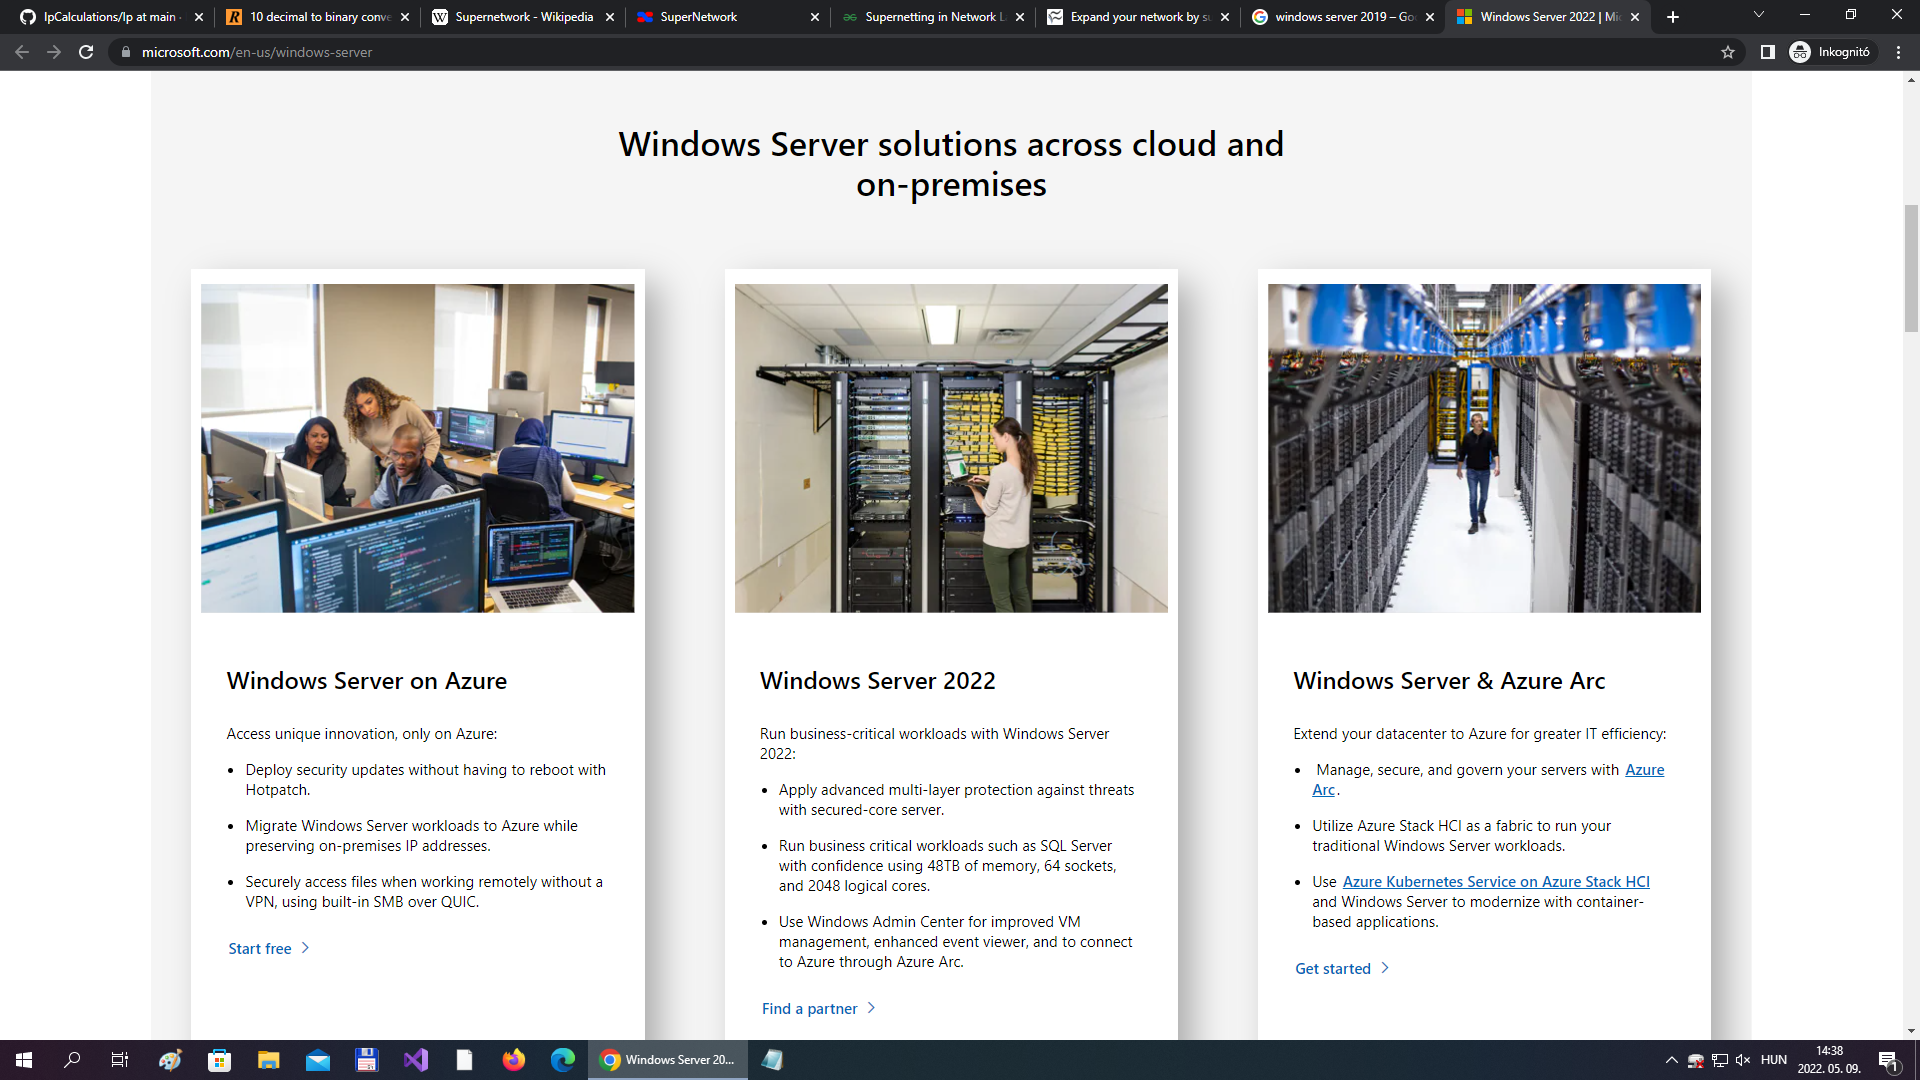 IpCalculations/Ip at main
10 decimal to binary conve
Supernetwork - Wikipedia
SuperNetwork
Supernetting in Network L
Expand your network by su
windows server 2019 – Goo
Windows Server 2022 | Mic
microsoft.com/en-us/windows-server
Inkognitó
Windows Server solutions across cloud and
on-premises
Windows Server on Azure
Access unique innovation, only on Azure:
• Deploy security updates without having to reboot with
Hotpatch.
• Migrate Windows Server workloads to Azure while
preserving on-premises IP addresses.
• Securely access files when working remotely without a
VPN, using built-in SMB over QUIC.
Start free
Windows Server 2022
Run business-critical workloads with Windows Server
2022:
• Apply advanced multi-layer protection against threats
with secured-core server.
• Run business critical workloads such as SQL Server
with confidence using 48TB of memory, 64 sockets,
and 2048 logical cores.
• Use Windows Admin Center for improved VM
management, enhanced event viewer, and to connect
to Azure through Azure Arc.
Find a partner
Windows Server & Azure Arc
Extend your datacenter to Azure for greater IT efficiency:
• Manage, secure, and govern your servers with Azure
Arc.
• Utilize Azure Stack HCI as a fabric to run your
traditional Windows Server workloads.
• Use Azure Kubernetes Service on Azure Stack HCI
and Windows Server to modernize with container-
based applications.
Get started
Windows Server 20...
HUN
14:38
2022. 05. 09.
1